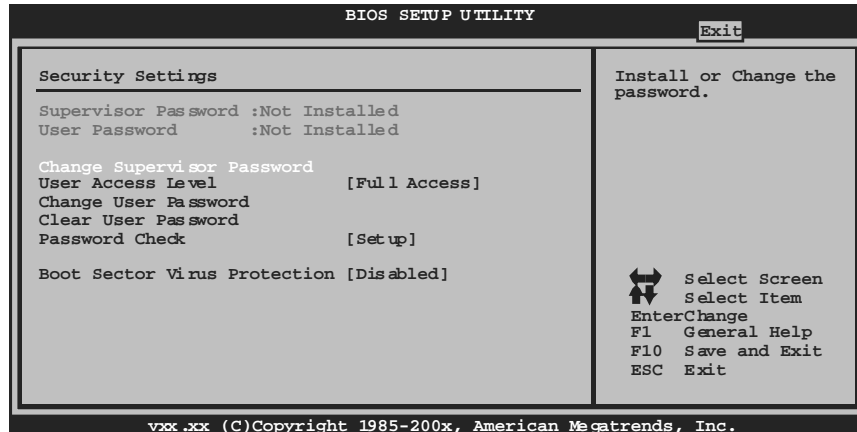 BIOS SETUP UTILITY
Exit
Security Settings
Supervisor Password :Not Installed
User Password :Not Installed
Change Supervisor Password
User Access Level [Full Access]
Change User Password
Clear User Password
Password Check [Setup]
Boot Sector Virus Protection [Disabled]
Install or Change the
password.
Select Screen
Select Item
EnterChange
F1 General Help
F10 Save and Exit
ESC Exit
vxx.xx (C)Copyright 1985-200x, American Megatrends, Inc.